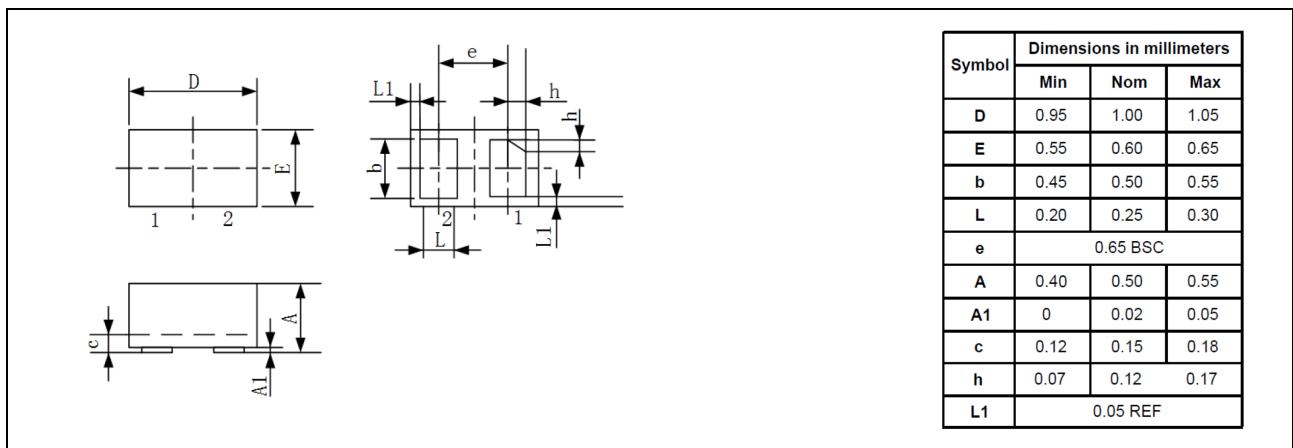 D
E
1 2
e
L1
h
h
b
2
1
L
L1
A
c
A1
Symbol
Dimensions in millimeters
Min Nom Max
D 0.95 1.00 1.05
E 0.55 0.60 0.65
b 0.45 0.50 0.55
L 0.20 0.25 0.30
e 0.65 BSC
A 0.40 0.50 0.55
A1 0 0.02 0.05
c 0.12 0.15 0.18
h 0.07 0.12 0.17
L1 0.05 REF